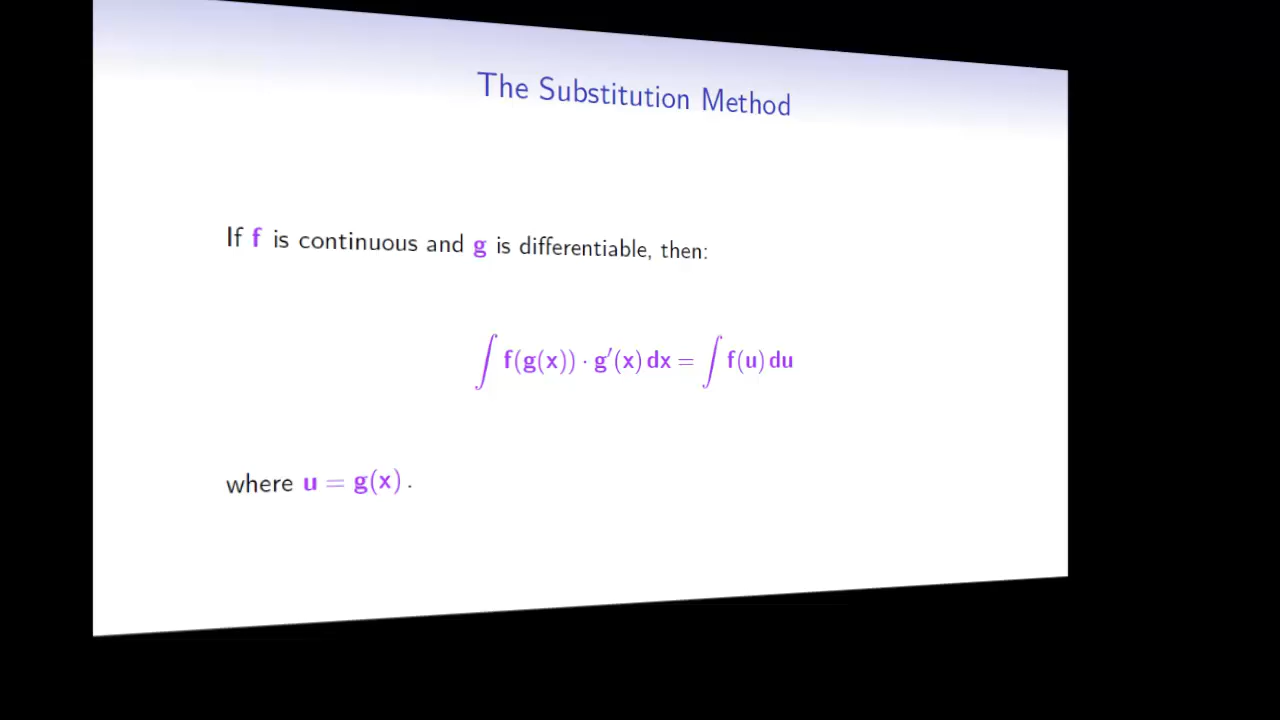 The Substitution Method
If f is continuous and g is differentiable, then:
∫ f(g(x)) · g′(x) dx = ∫ f(u) du
where u = g(x) .